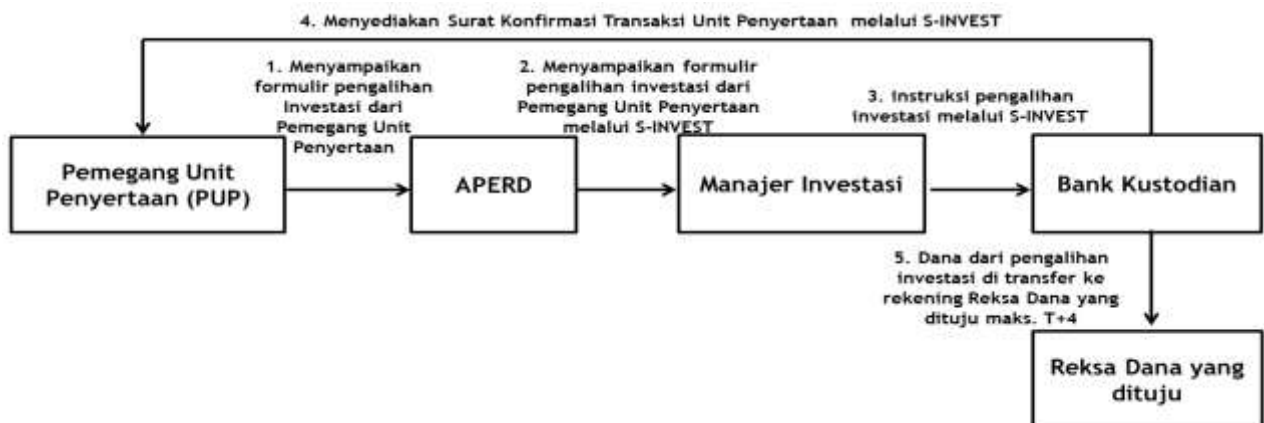 4. Menyediakan Surat Konfirmasi Transaksi Unit Penyertaan melalui S-INVEST
1. Menyampaikan
formulir pengalihan
investasi dari
Pemegang Unit
Penyertaan
2. Menyampaikan formulir
pengalihan investasi dari
Pemegang Unit Penyertaan
melalui S-INVEST
3. Instruksi pengalihan
investasi melalui S-INVEST
Pemegang Unit
Penyertaan (PUP)
APERD
Manajer Investasi
Bank Kustodian
5. Dana dari pengalihan
investasi di transfer ke
rekening Reksa Dana yang
dituju maks. T+4
Reksa Dana yang
dituju